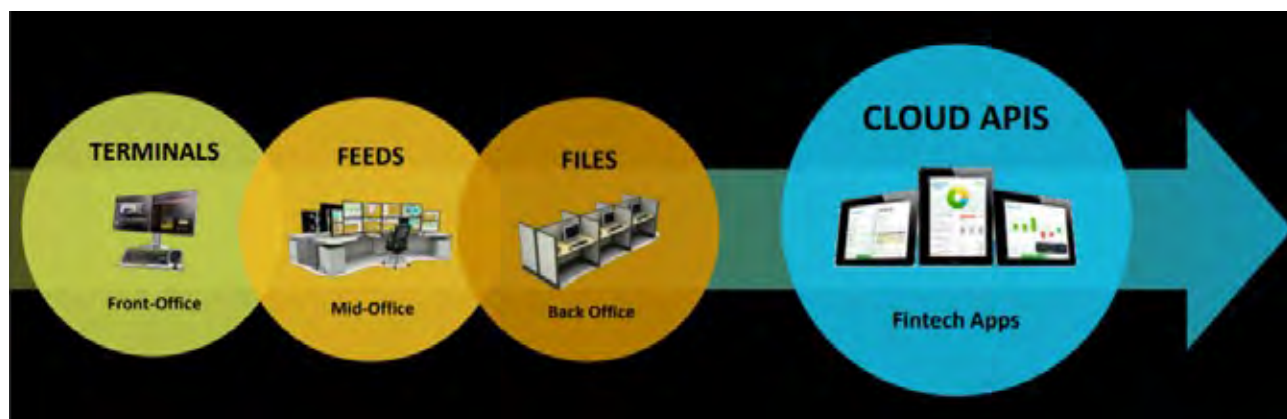 TERMINALS
Front-Office
FEEDS
Mid-Office
FILES
Back Office
CLOUD APIS
Fintech Apps